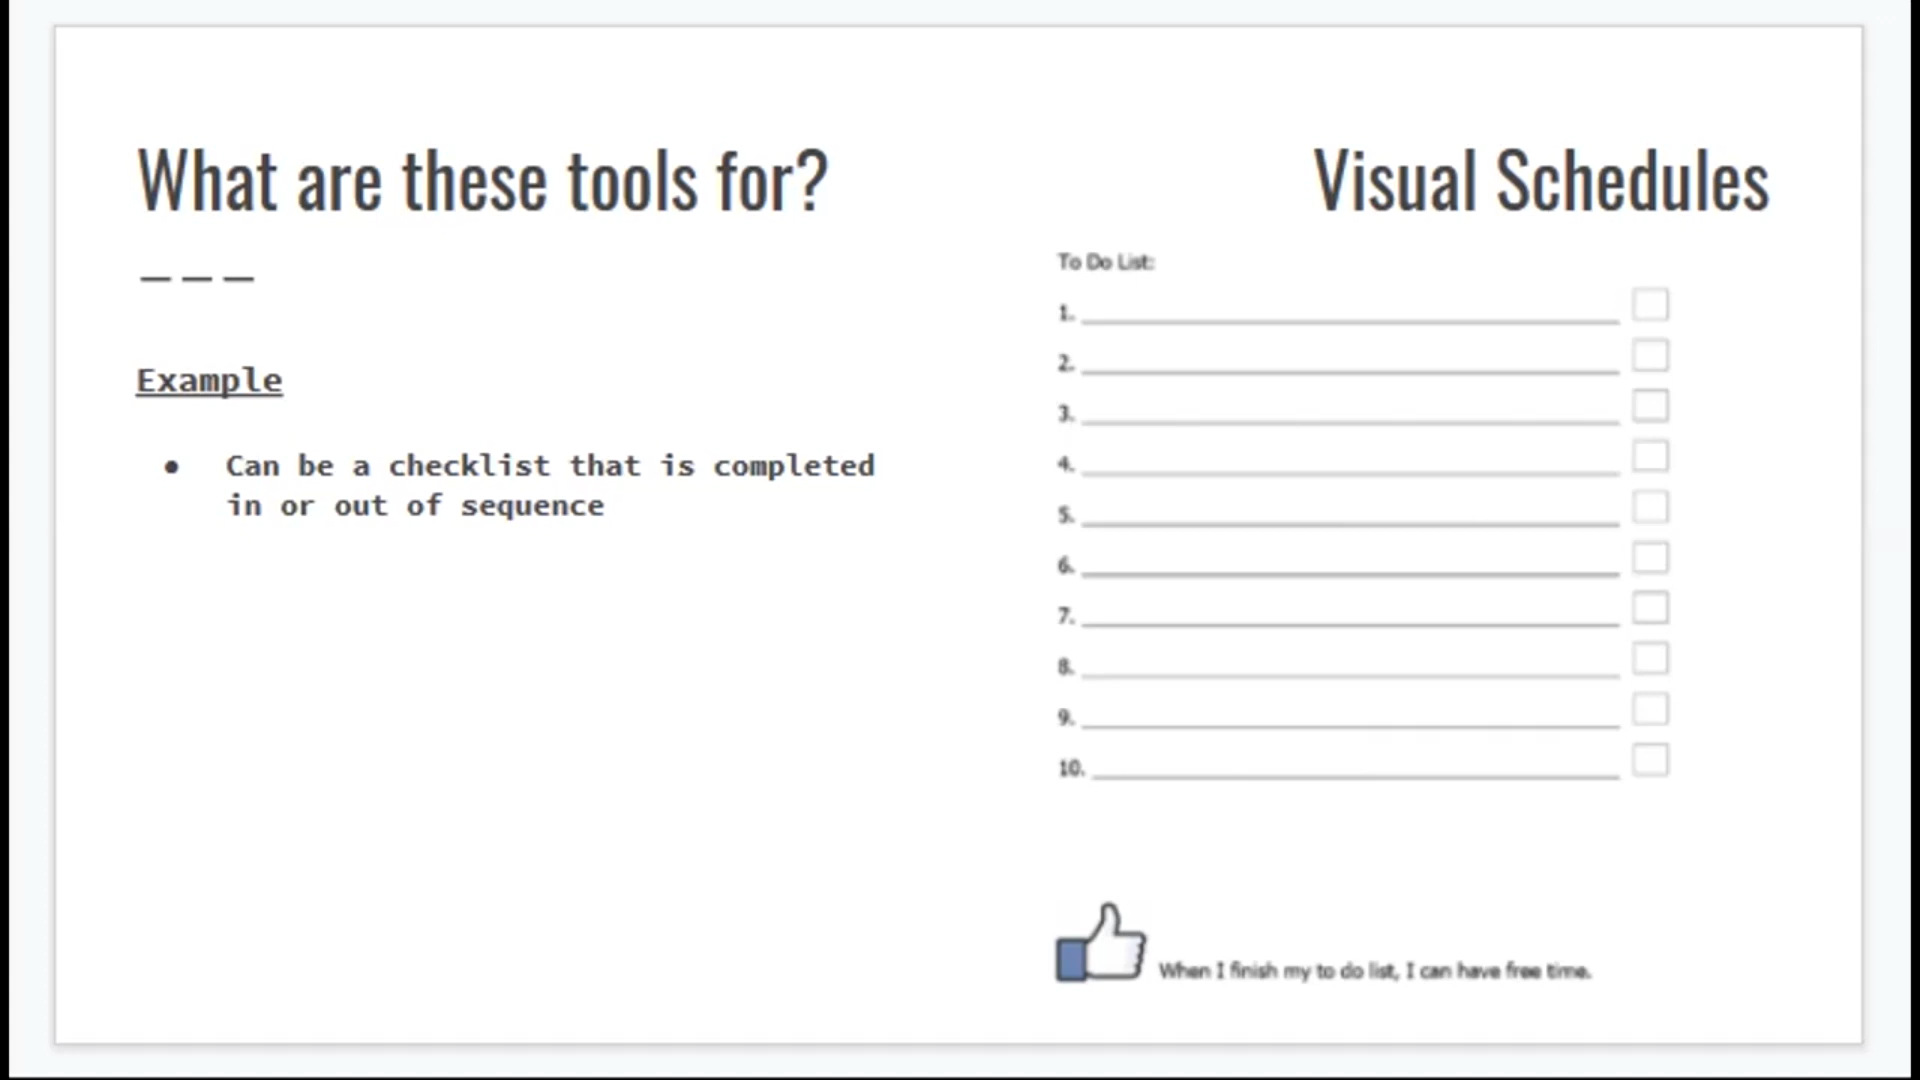 What are these tools for?
Visual Schedules
Example
● Can be a checklist that is completed
in or out of sequence
To Do List:
1.
2.
3.
4.
5.
6.
7.
8.
9.
10.
When I finish my to do list, I can have free time.